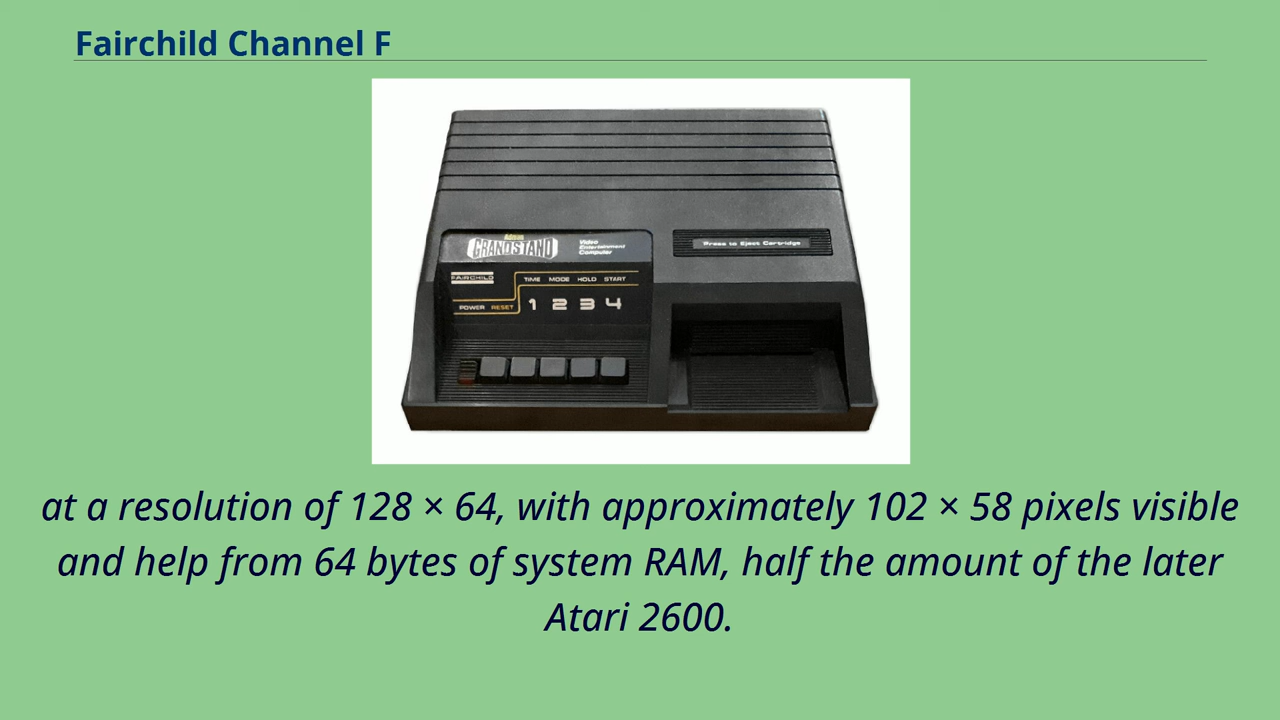 Fairchild Channel F
GRANDSTAND
Video
Entertainment
Computer
Press to Eject Cartridge
FAIRCHILD
TIME MODE HOLD START
POWER RESET
1 2 3 4
at a resolution of 128 × 64, with approximately 102 × 58 pixels visible
and help from 64 bytes of system RAM, half the amount of the later
Atari 2600.